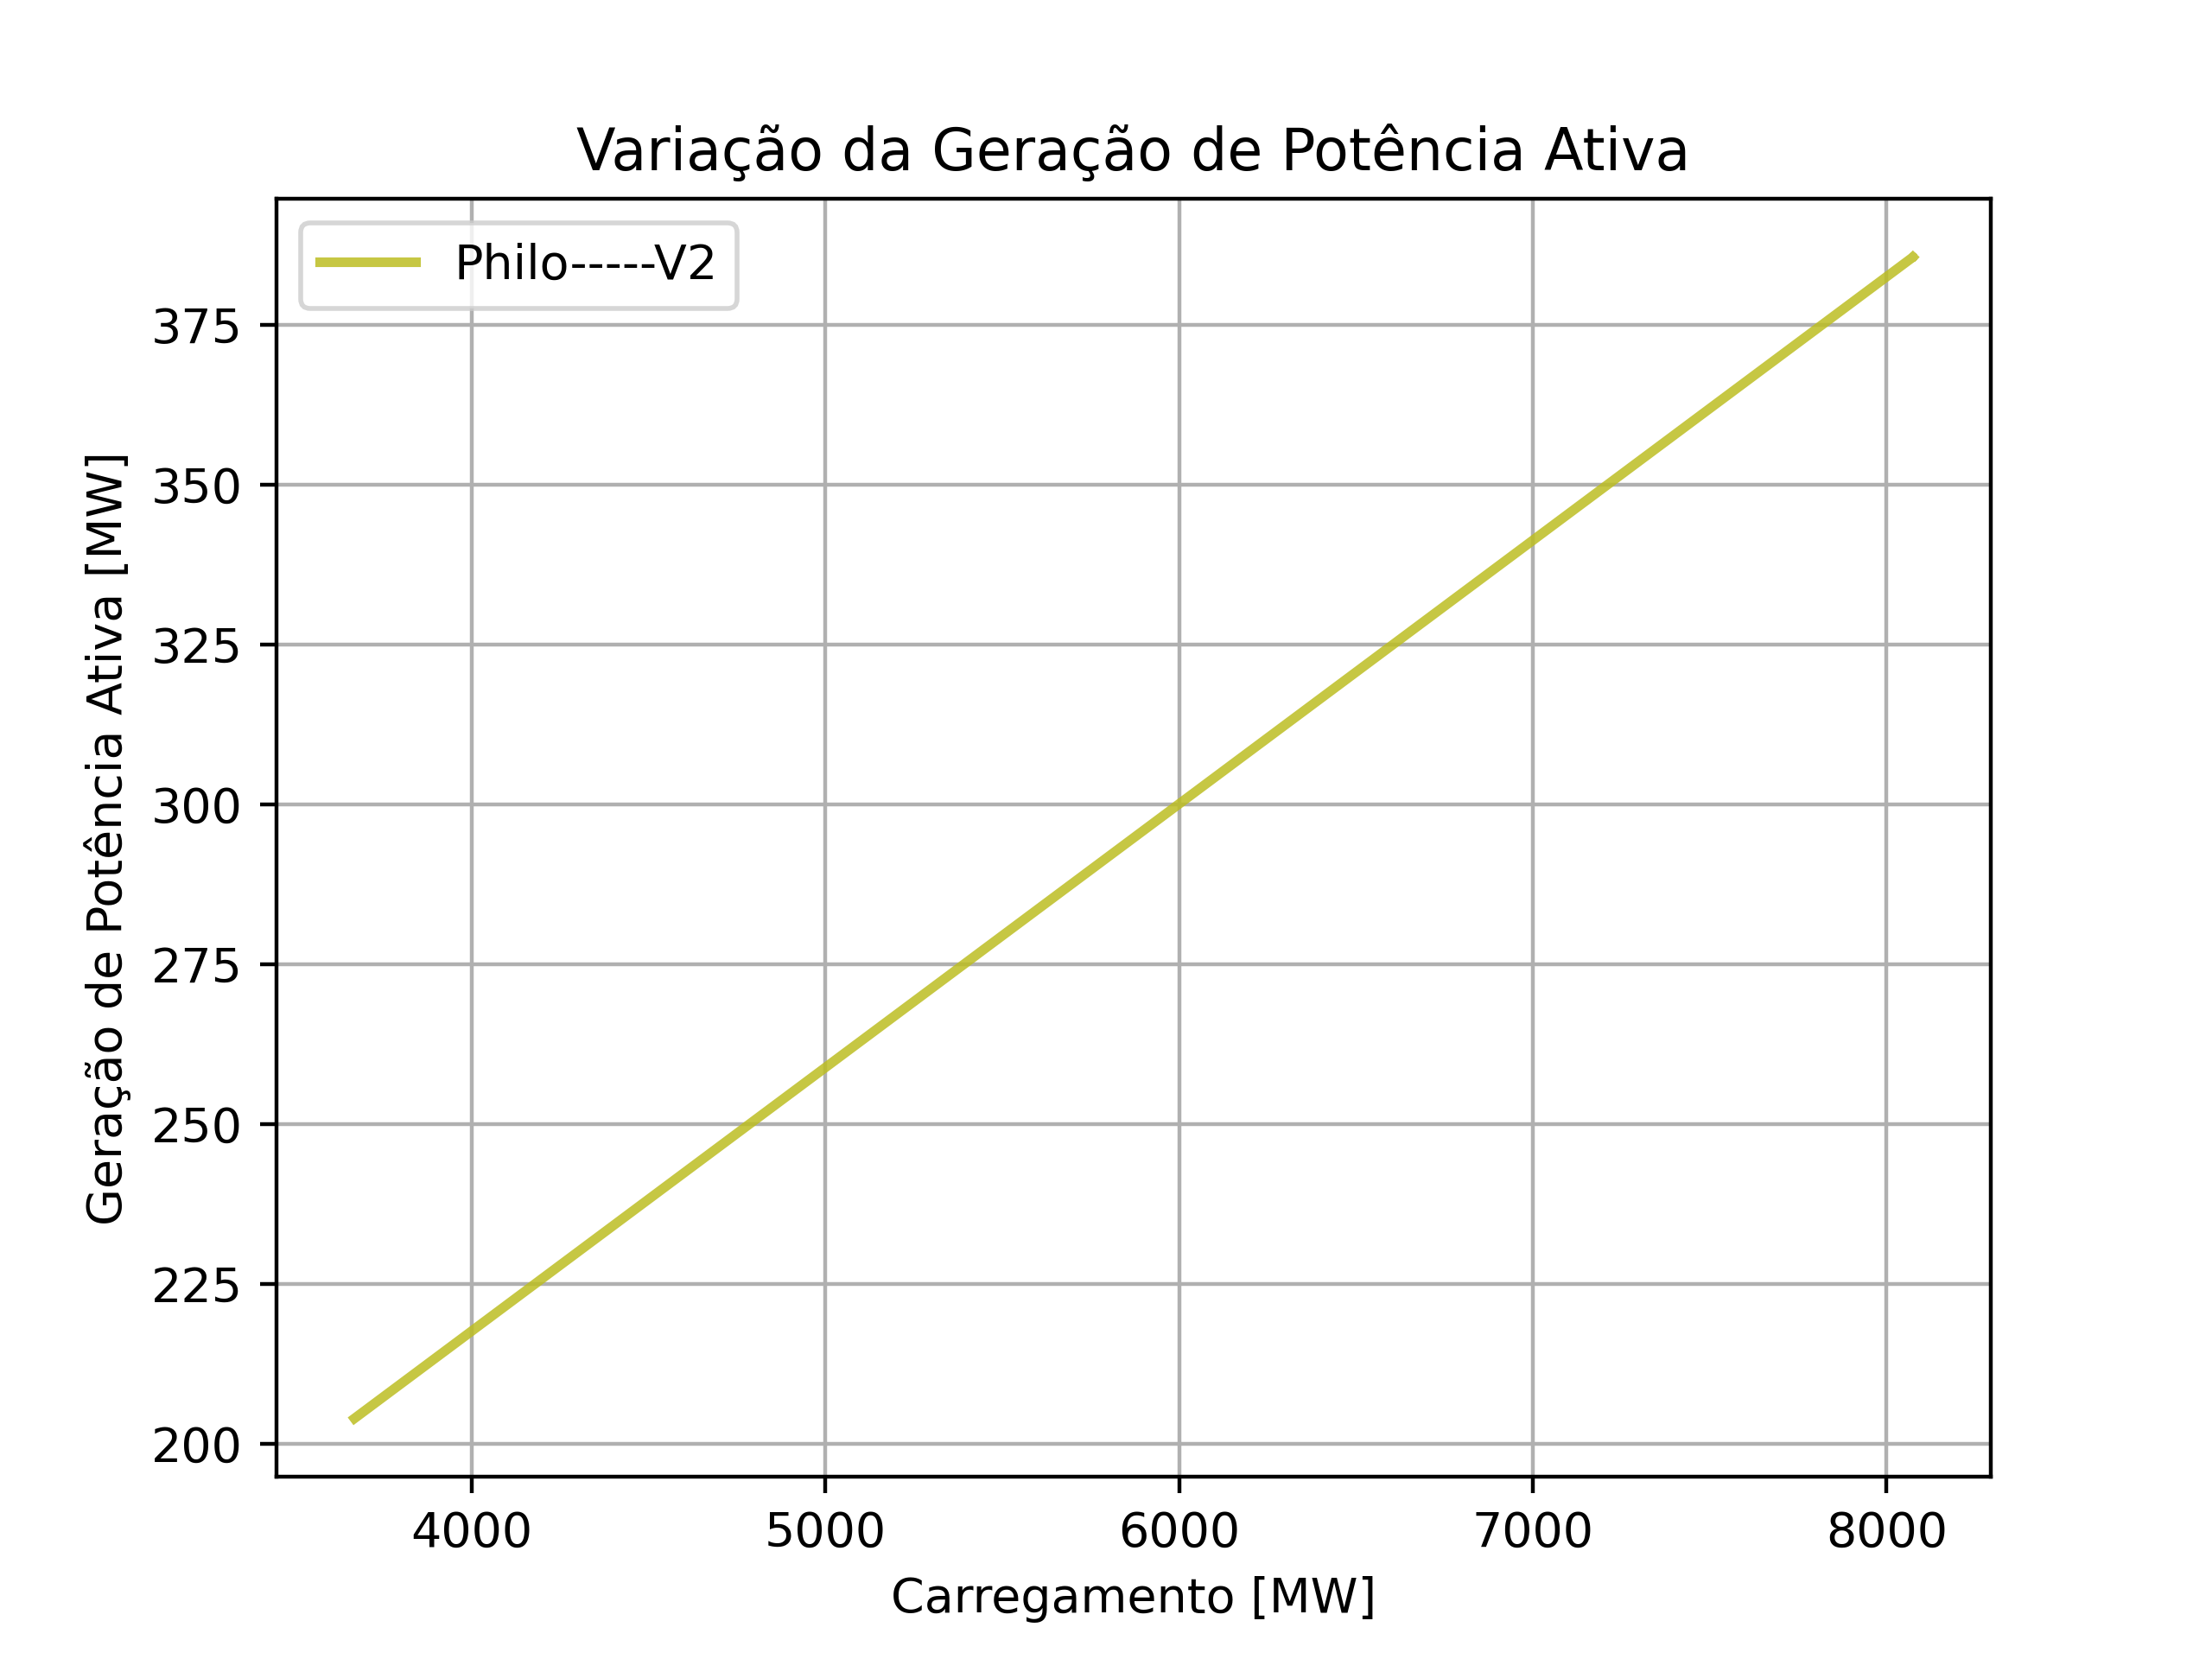 Variação da Geração de Potência Ativa
Philo-----V2
Geração de Potência Ativa [MW]
375
350
325
300
275
250
225
200
4000 5000 6000 7000 8000
Carregamento [MW]